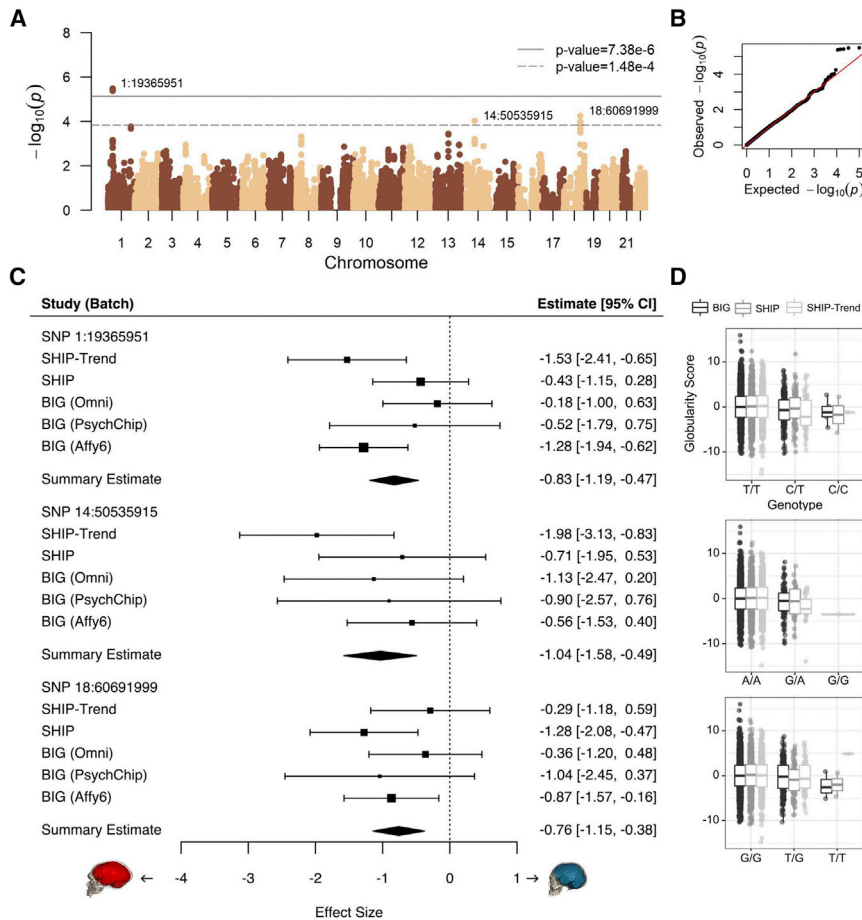 A
8
6
4
2
0
− log₁₀(p)
1:19365951
p-value=7.38e-6
p-value=1.48e-4
14:50535915
18:60691999
1 2 3 4 5 6 7 8 9 10 12 13 14 15 17 19 21
Chromosome
B
Observed −log₁₀(p)
4
2
0
0 1 2 3 4 5
Expected −log₁₀(p)
C
Study (Batch) Estimate [95% CI]
SNP 1:19365951
SHIP-Trend -1.53 [-2.41, -0.65]
SHIP -0.43 [-1.15, 0.28]
BIG (Omni) -0.18 [-1.00, 0.63]
BIG (PsychChip) -0.52 [-1.79, 0.75]
BIG (Affy6) -1.28 [-1.94, -0.62]
Summary Estimate -0.83 [-1.19, -0.47]
SNP 14:50535915
SHIP-Trend -1.98 [-3.13, -0.83]
SHIP -0.71 [-1.95, 0.53]
BIG (Omni) -1.13 [-2.47, 0.20]
BIG (PsychChip) -0.90 [-2.57, 0.76]
BIG (Affy6) -0.56 [-1.53, 0.40]
Summary Estimate -1.04 [-1.58, -0.49]
SNP 18:60691999
SHIP-Trend -0.29 [-1.18, 0.59]
SHIP -1.28 [-2.08, -0.47]
BIG (Omni) -0.36 [-1.20, 0.48]
BIG (PsychChip) -1.04 [-2.45, 0.37]
BIG (Affy6) -0.87 [-1.57, -0.16]
Summary Estimate -0.76 [-1.15, -0.38]
← -4 -3 -2 -1 0 1 →
Effect Size
D
BIG SHIP SHIP-Trend
Globularity Score
10
0
-10
T/T C/T C/C
Genotype
10
0
-10
A/A G/A G/G
10
0
-10
G/G T/G T/T